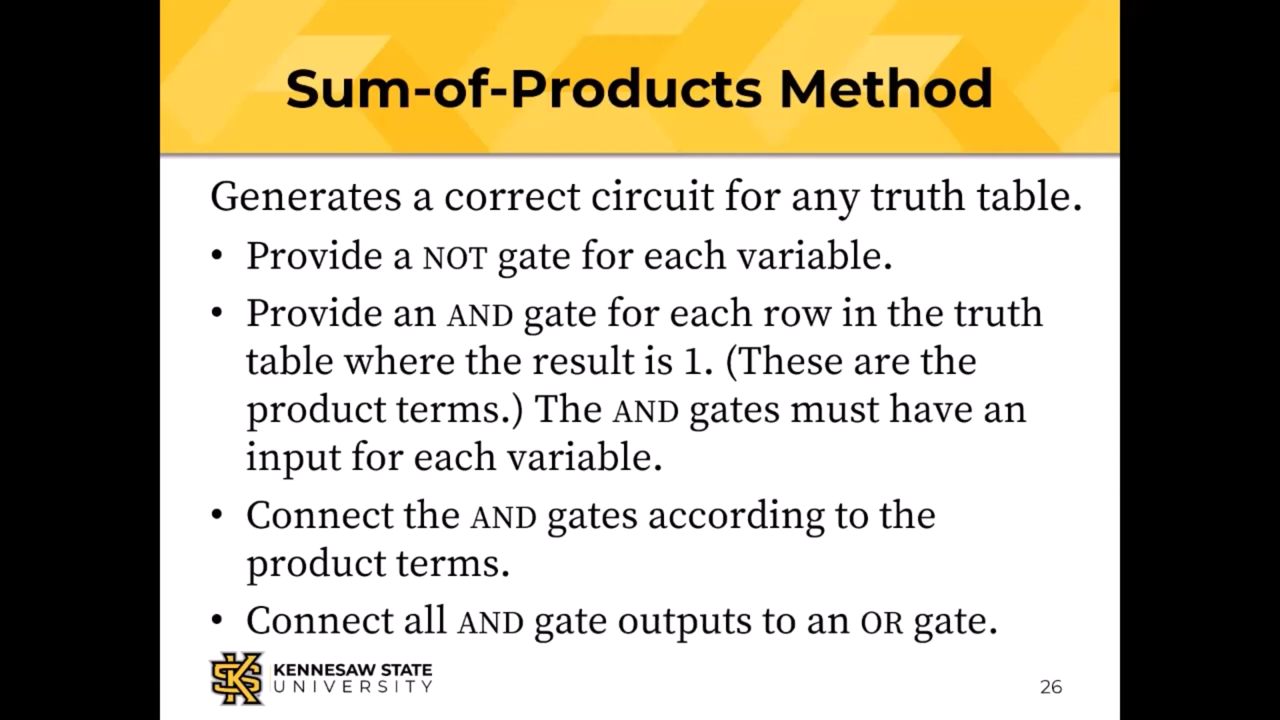 Sum-of-Products Method
Generates a correct circuit for any truth table.
• Provide a NOT gate for each variable.
• Provide an AND gate for each row in the truth
table where the result is 1. (These are the
product terms.) The AND gates must have an
input for each variable.
• Connect the AND gates according to the
product terms.
• Connect all AND gate outputs to an OR gate.
KS
KENNESAW STATE
UNIVERSITY
26